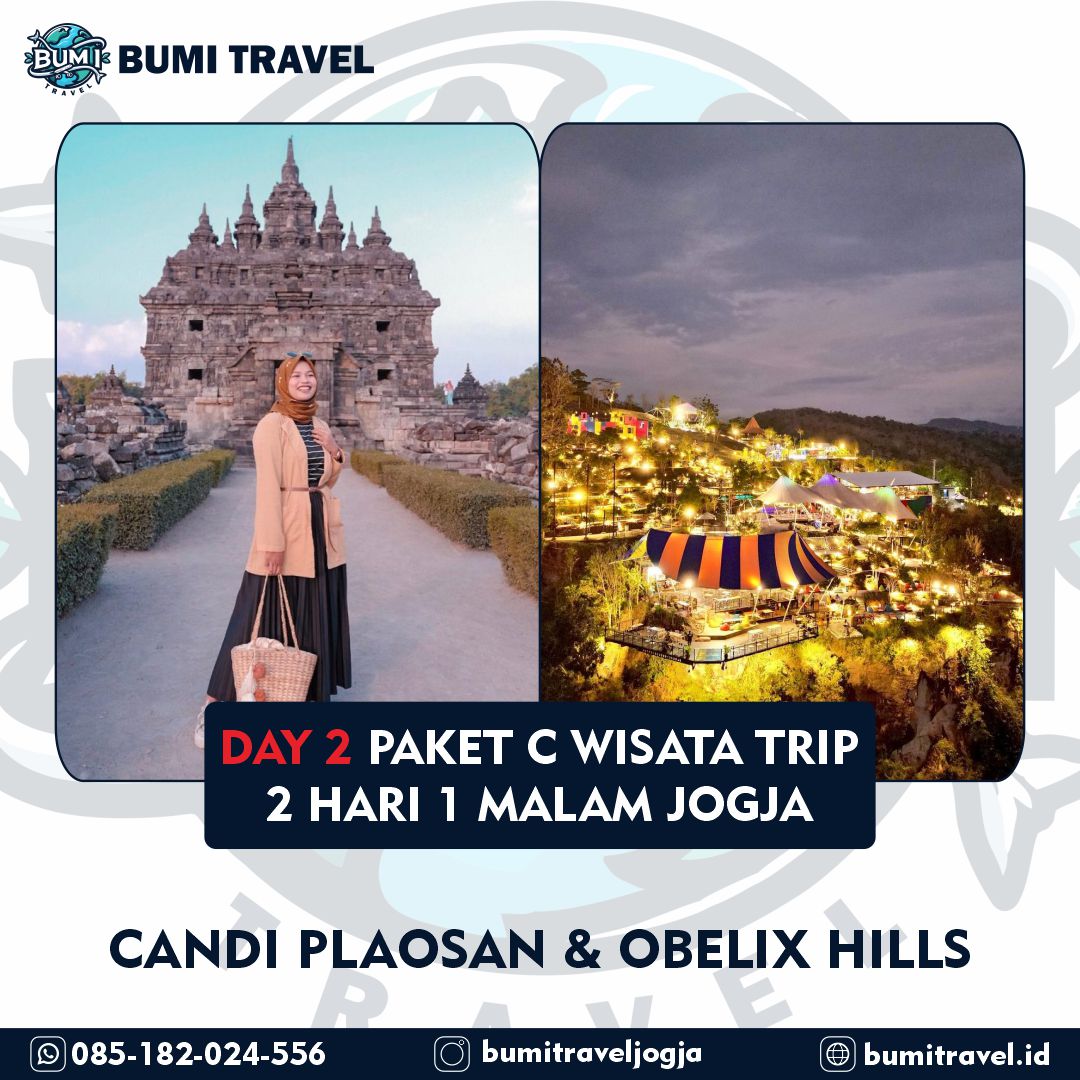 BUMI
TRAVEL
BUMI TRAVEL
DAY 2 PAKET C WISATA TRIP
2 HARI 1 MALAM JOGJA
CANDI PLAOSAN & OBELIX HILLS
TRAVEL
085-182-024-556
bumitraveljogja
bumitravel.id